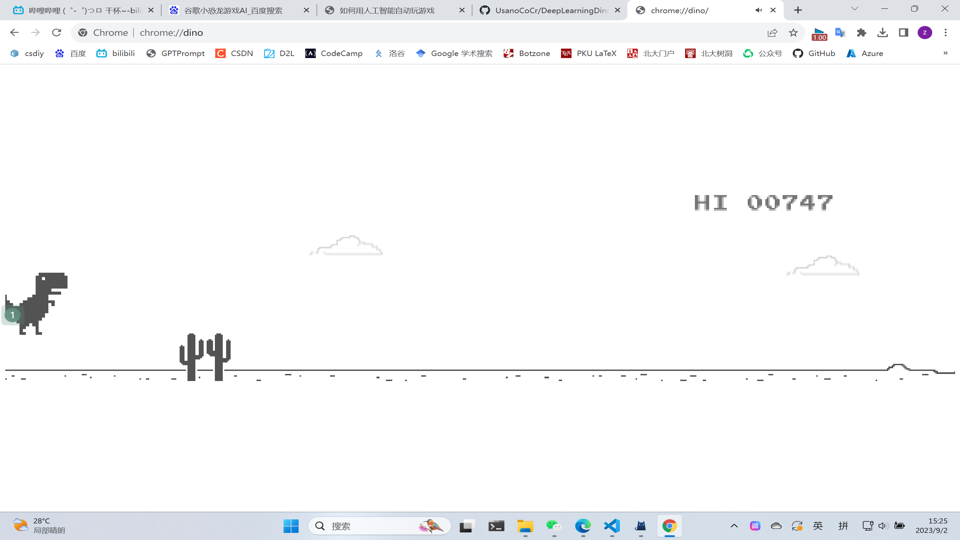 哔哩哔哩 (゜-゜)つロ 干杯~-bili
谷歌小恐龙游戏AI_百度搜索
如何用人工智能自动玩游戏
UsanoCoCr/DeepLearningDin
chrome://dino/
Chrome | chrome://dino
1.00
z
csdiy
百度
bilibili
GPTPrompt
CSDN
D2L
CodeCamp
洛谷
Google 学术搜索
Botzone
PKU LaTeX
北大门户
北大树洞
公众号
GitHub
Azure
»
HI 00747
1
28°C
局部晴朗
搜索
英
拼
15:25
2023/9/2